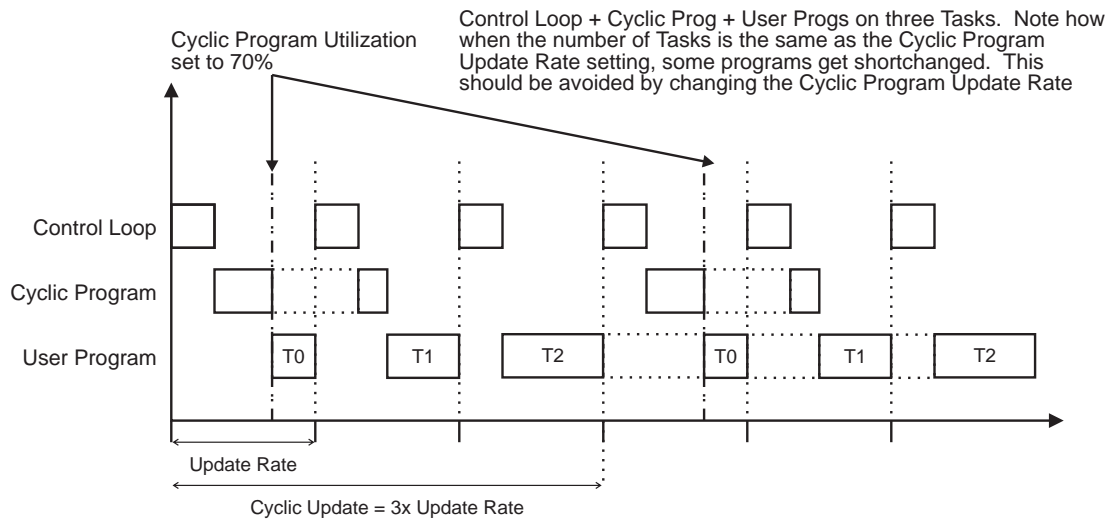 Cyclic Program Utilization
set to 70%
Control Loop + Cyclic Prog + User Progs on three Tasks.  Note how
when the number of Tasks is the same as the Cyclic Program
Update Rate setting, some programs get shortchanged.  This
should be avoided by changing the Cyclic Program Update Rate
Control Loop
Cyclic Program
User Program
T0
T1
T2
T0
T1
T2
Update Rate
Cyclic Update = 3x Update Rate